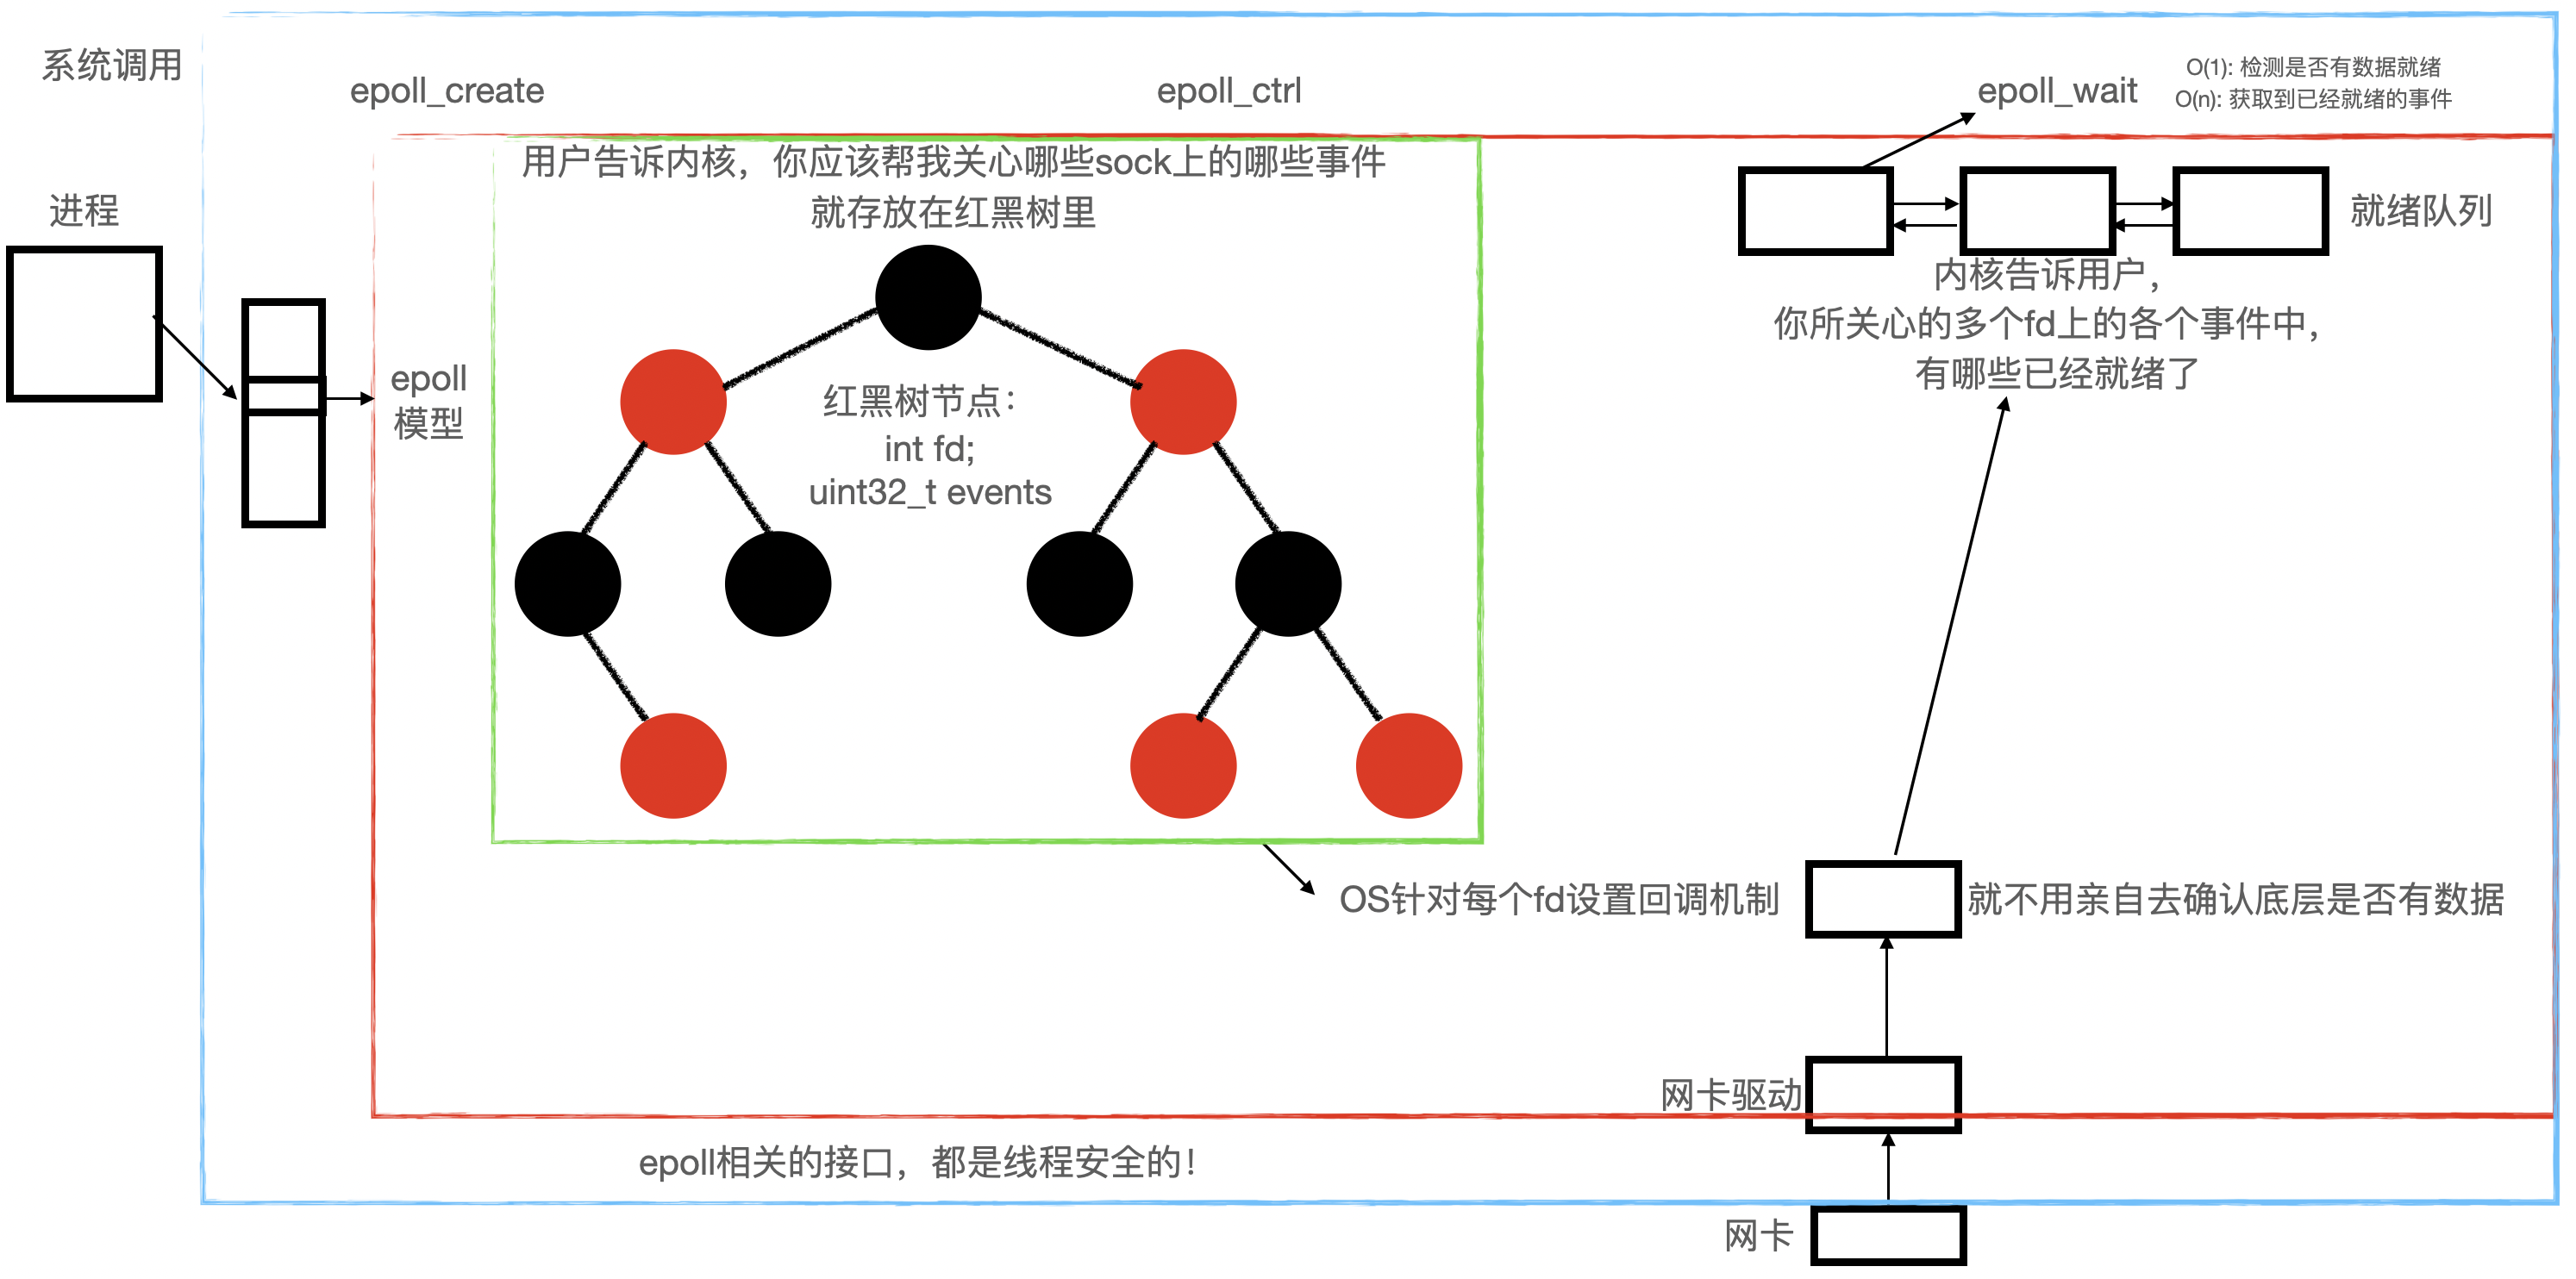 系统调用
epoll_create
epoll_ctrl
epoll_wait
O(1): 检测是否有数据就绪
O(n): 获取到已经就绪的事件
用户告诉内核，你应该帮我关心哪些sock上的哪些事件
就存放在红黑树里
进程
就绪队列
内核告诉用户，
你所关心的多个fd上的各个事件中，
有哪些已经就绪了
epoll
模型
红黑树节点：
int fd;
uint32_t events
OS针对每个fd设置回调机制
就不用亲自去确认底层是否有数据
网卡驱动
epoll相关的接口，都是线程安全的！
网卡